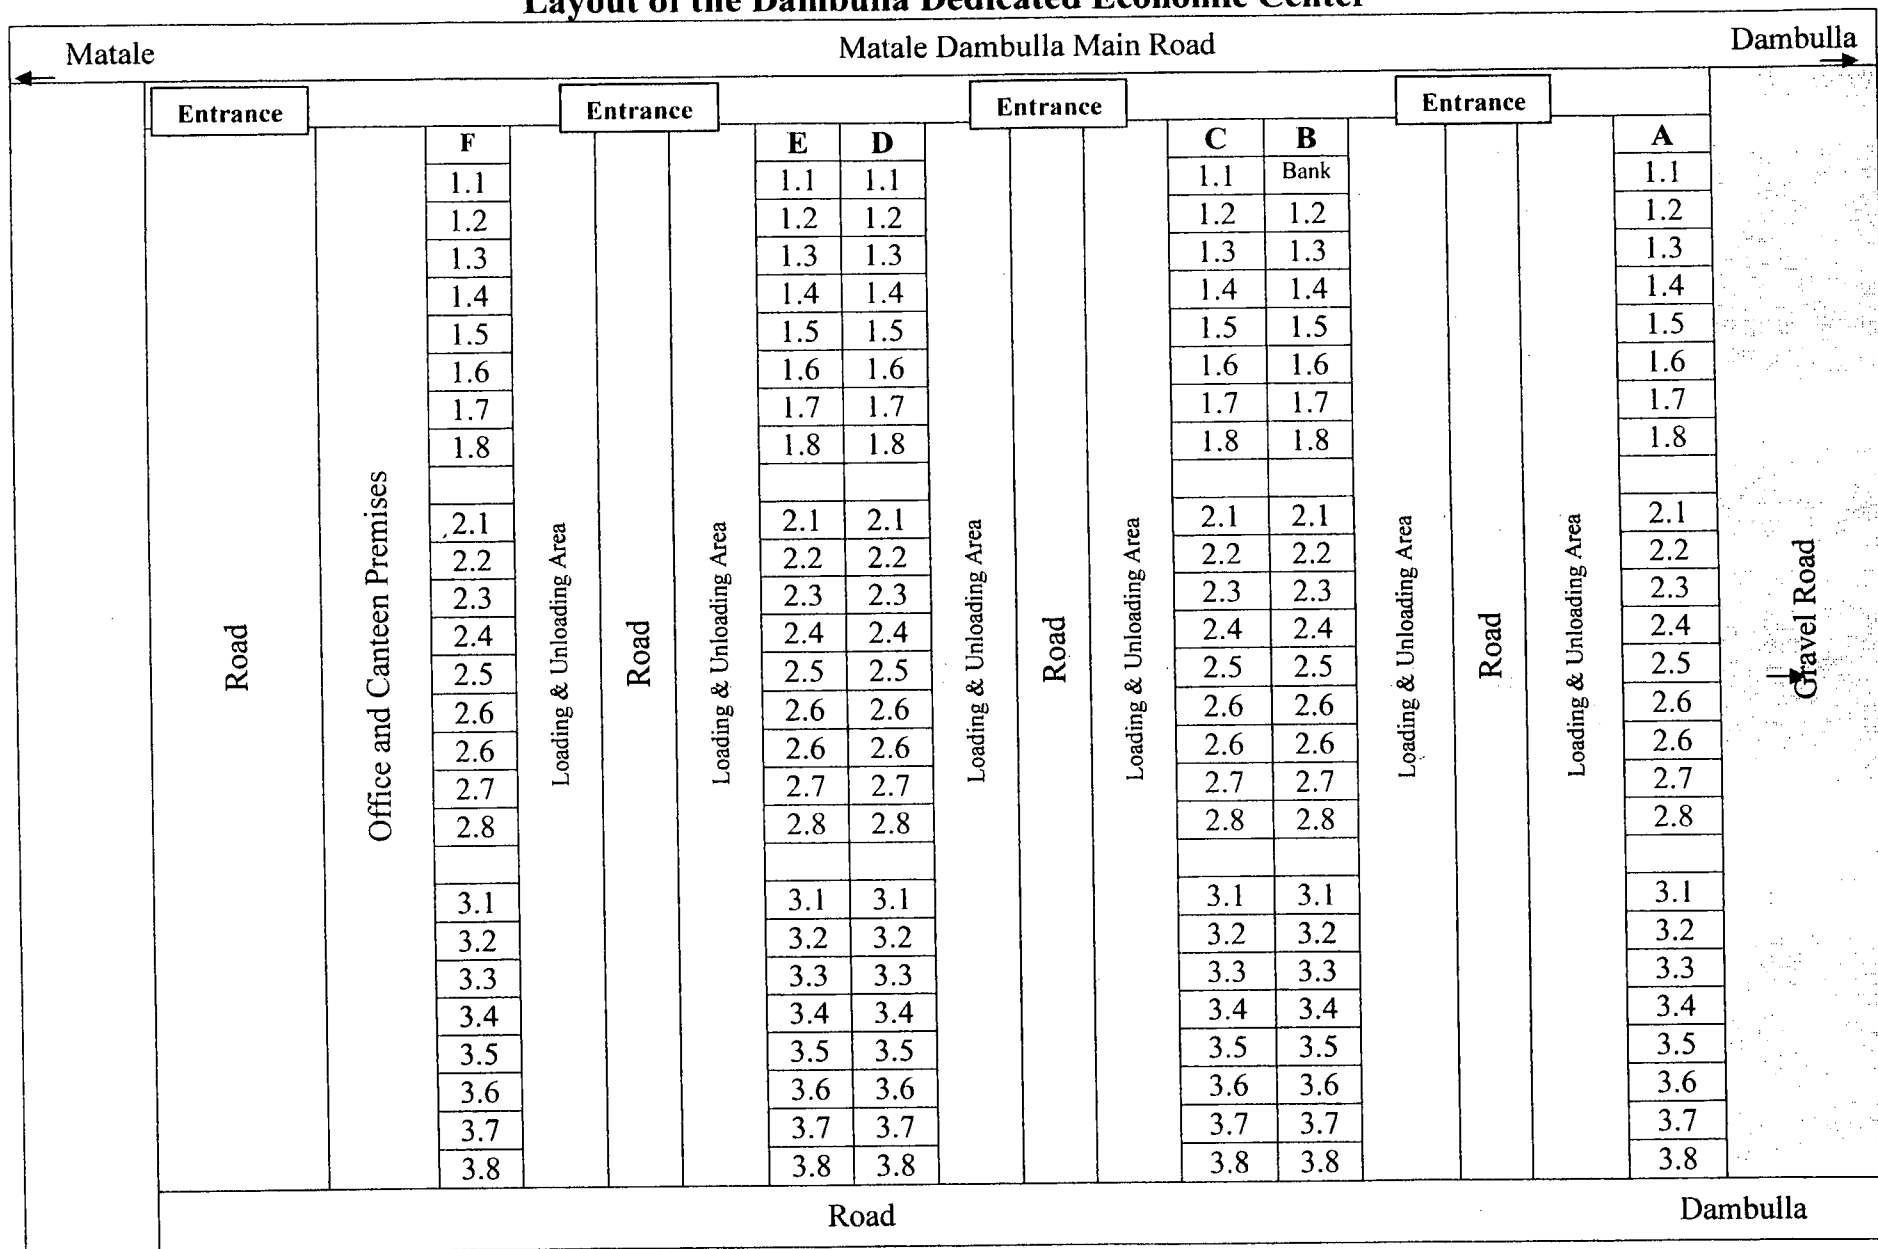 Layout of the Dambulla Dedicated Economic Center
Matale Matale Dambulla Main Road Dambulla
Entrance Entrance Entrance Entrance
F E D C B A
1.1 1.1 1.1 1.1 Bank 1.1
1.2 1.2 1.2 1.2 1.2 1.2
1.3 1.3 1.3 1.3 1.3 1.3
1.4 1.4 1.4 1.4 1.4 1.4
1.5 1.5 1.5 1.5 1.5 1.5
1.6 1.6 1.6 1.6 1.6 1.6
1.7 1.7 1.7 1.7 1.7 1.7
1.8 1.8 1.8 1.8 1.8 1.8
2.1 2.1 2.1 2.1 2.1 2.1
2.2 2.2 2.2 2.2 2.2 2.2
2.3 2.3 2.3 2.3 2.3 2.3
2.4 2.4 2.4 2.4 2.4 2.4
2.5 2.5 2.5 2.5 2.5 2.5
2.6 2.6 2.6 2.6 2.6 2.6
2.6 2.6 2.6 2.6 2.6 2.6
2.7 2.7 2.7 2.7 2.7 2.7
2.8 2.8 2.8 2.8 2.8 2.8
3.1 3.1 3.1 3.1 3.1 3.1
3.2 3.2 3.2 3.2 3.2 3.2
3.3 3.3 3.3 3.3 3.3 3.3
3.4 3.4 3.4 3.4 3.4 3.4
3.5 3.5 3.5 3.5 3.5 3.5
3.6 3.6 3.6 3.6 3.6 3.6
3.7 3.7 3.7 3.7 3.7 3.7
3.8 3.8 3.8 3.8 3.8 3.8
Road
Office and Canteen Premises
Loading & Unloading Area
Road
Loading & Unloading Area
Loading & Unloading Area
Road
Loading & Unloading Area
Loading & Unloading Area
Road
Loading & Unloading Area
Gravel Road
Road Dambulla